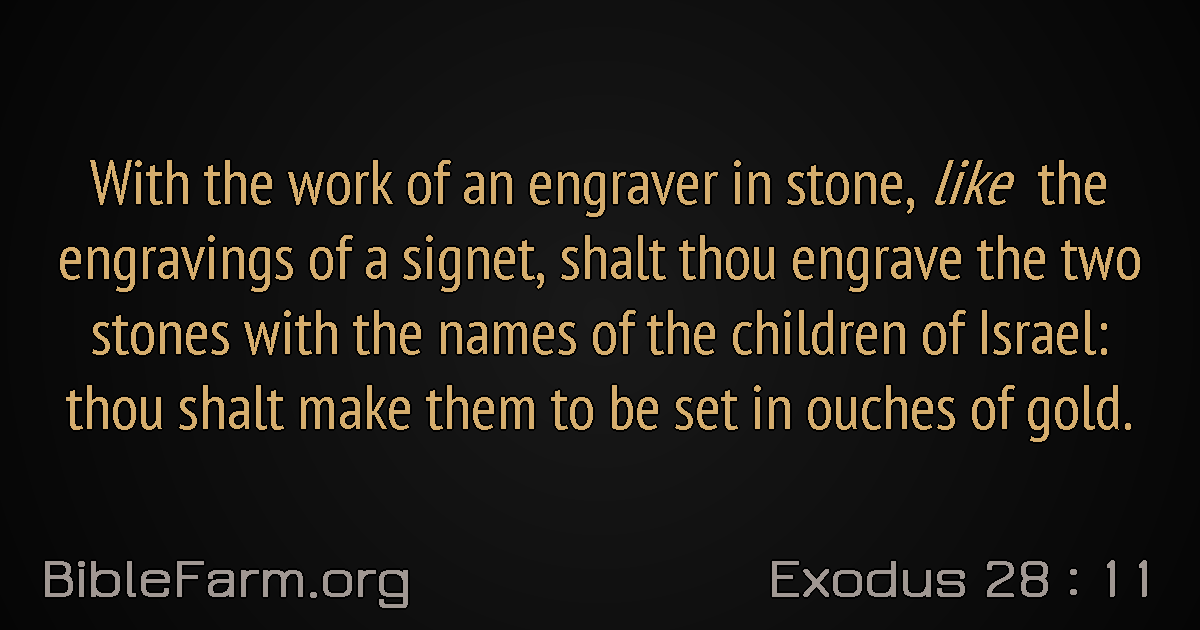 With the work of an engraver in stone, like the
engravings of a signet, shalt thou engrave the two
stones with the names of the children of Israel:
thou shalt make them to be set in ouches of gold.
BibleFarm.org
Exodus 28 : 11